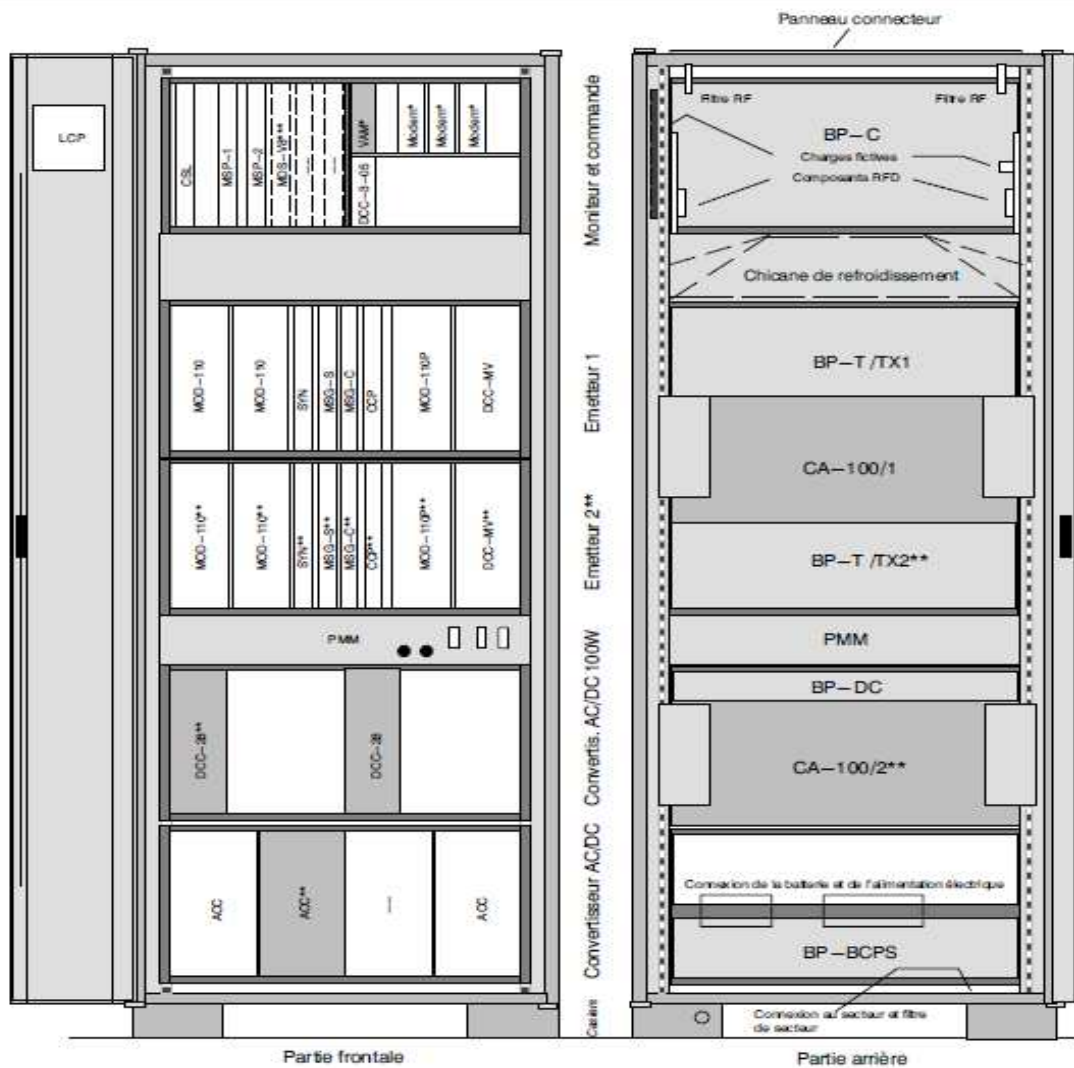 Panneau connecteur
LCP
CSL
MSP-1
MSP-2
VAM*
Modem*
Modem*
Modem*
DCC-3-05
Moniteur et commande
Filtre RF
Filtre RF
BP-C
Charges fictives
Composants RFD
Chicane de refroidissement
MOD-110
MOD-110
SYN
MSG-S
MSG-C
CCP
MOD-110P
DCC-MV
Emetteur 1
BP-T /TX1
CA-100/1
MOD-110**
MOD-110**
SYN**
MSG-S**
MSG-C**
CCP**
MOD-110P**
DCC-MV**
Emetteur 2**
BP-T /TX2**
PMM
PMM
BP-DC
DCC-28**
DCC-28
Convertis. AC/DC 100W
CA-100/2**
ACC
ACC**
----
ACC
Convertisseur AC/DC
Connexion de la batterie et de l'alimentation électrique
BP-BCPS
Connexion au secteur et filtre
de secteur
Partie frontale
Partie arrière